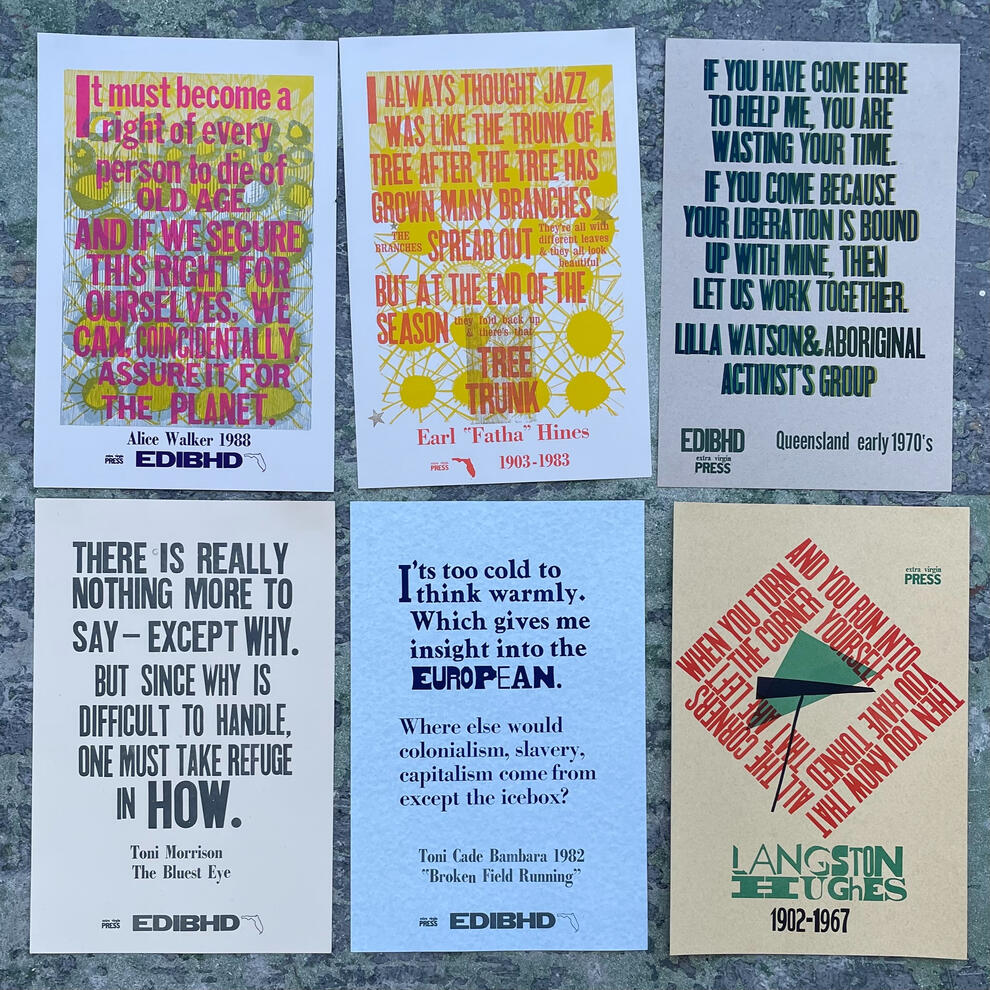 It must become a
right of every
person to die of
OLD AGE.
AND IF WE SECURE
THIS RIGHT FOR
OURSELVES, WE
CAN, COINCIDENTALLY,
ASSURE IT FOR
THE PLANET.
Alice Walker 1988
extra virgin
PRESS
EDIBHD
I ALWAYS THOUGHT JAZZ
WAS LIKE THE TRUNK OF A
TREE AFTER THE TREE HAS
GROWN MANY BRANCHES
THE
BRANCHES
SPREAD OUT
They're all with
different leaves
& they all look
beautiful
BUT AT THE END OF THE
SEASON
they fold back up
& there's that
TREE
TRUNK
Earl "Fatha" Hines
extra virgin
PRESS
1903-1983
IF YOU HAVE COME HERE
TO HELP ME, YOU ARE
WASTING YOUR TIME.
IF YOU COME BECAUSE
YOUR LIBERATION IS BOUND
UP WITH MINE, THEN
LET US WORK TOGETHER.
LILLA WATSON & ABORIGINAL
ACTIVIST'S GROUP
EDIBHD
extra virgin
PRESS
Queensland early 1970's
THERE IS REALLY
NOTHING MORE TO
SAY — EXCEPT WHY.
BUT SINCE WHY IS
DIFFICULT TO HANDLE,
ONE MUST TAKE REFUGE
IN HOW.
Toni Morrison
The Bluest Eye
extra virgin
PRESS
EDIBHD
I'ts too cold to
think warmly.
Which gives me
insight into the
EUROPEAN.
Where else would
colonialism, slavery,
capitalism come from
except the icebox?
Toni Cade Bambara 1982
"Broken Field Running"
extra virgin
PRESS
EDIBHD
extra virgin
PRESS
WHEN YOU TURN
THE CORNER
AND YOU RUN INTO
YOURSELF
THEN YOU KNOW THAT
YOU HAVE TURNED
ALL THE CORNERS
THAT ARE LEFT
LANGSTON
HUGHES
1902-1967